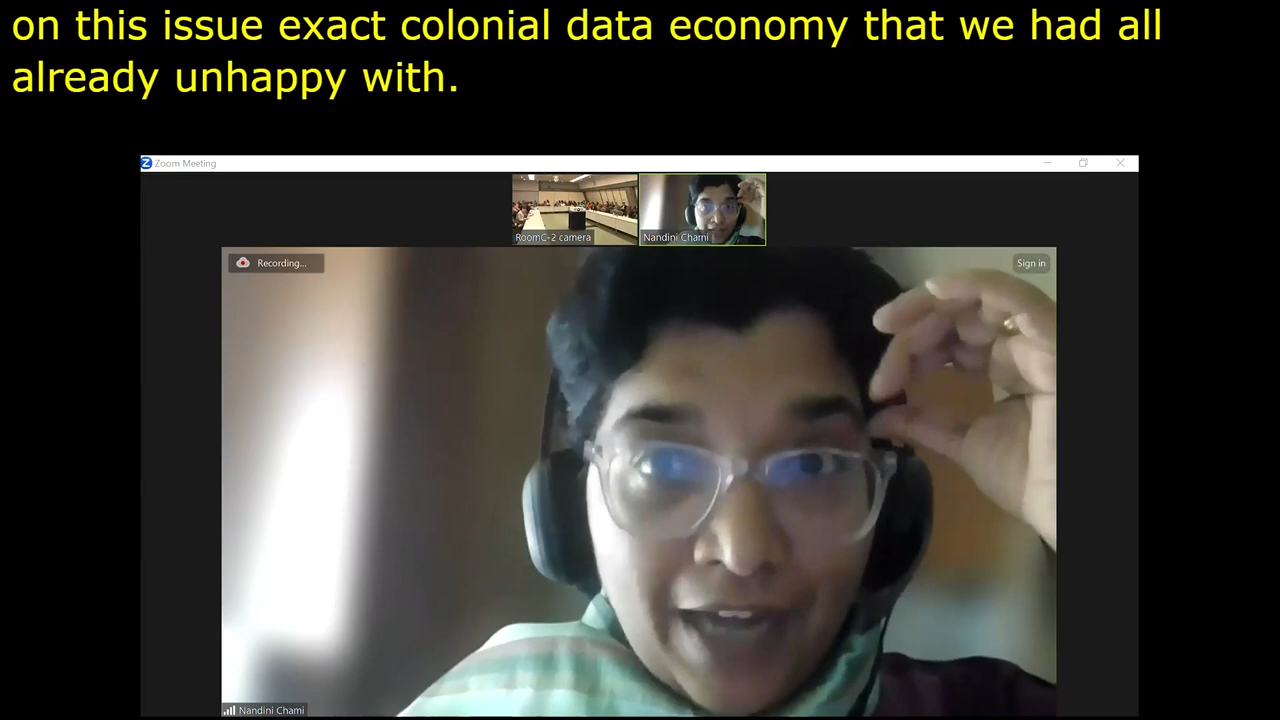 on this issue exact colonial data economy that we had all
already unhappy with.
Zoom Meeting
RoomC-2 camera
Nandini Chami
Recording...
Sign in
Nandini Chami